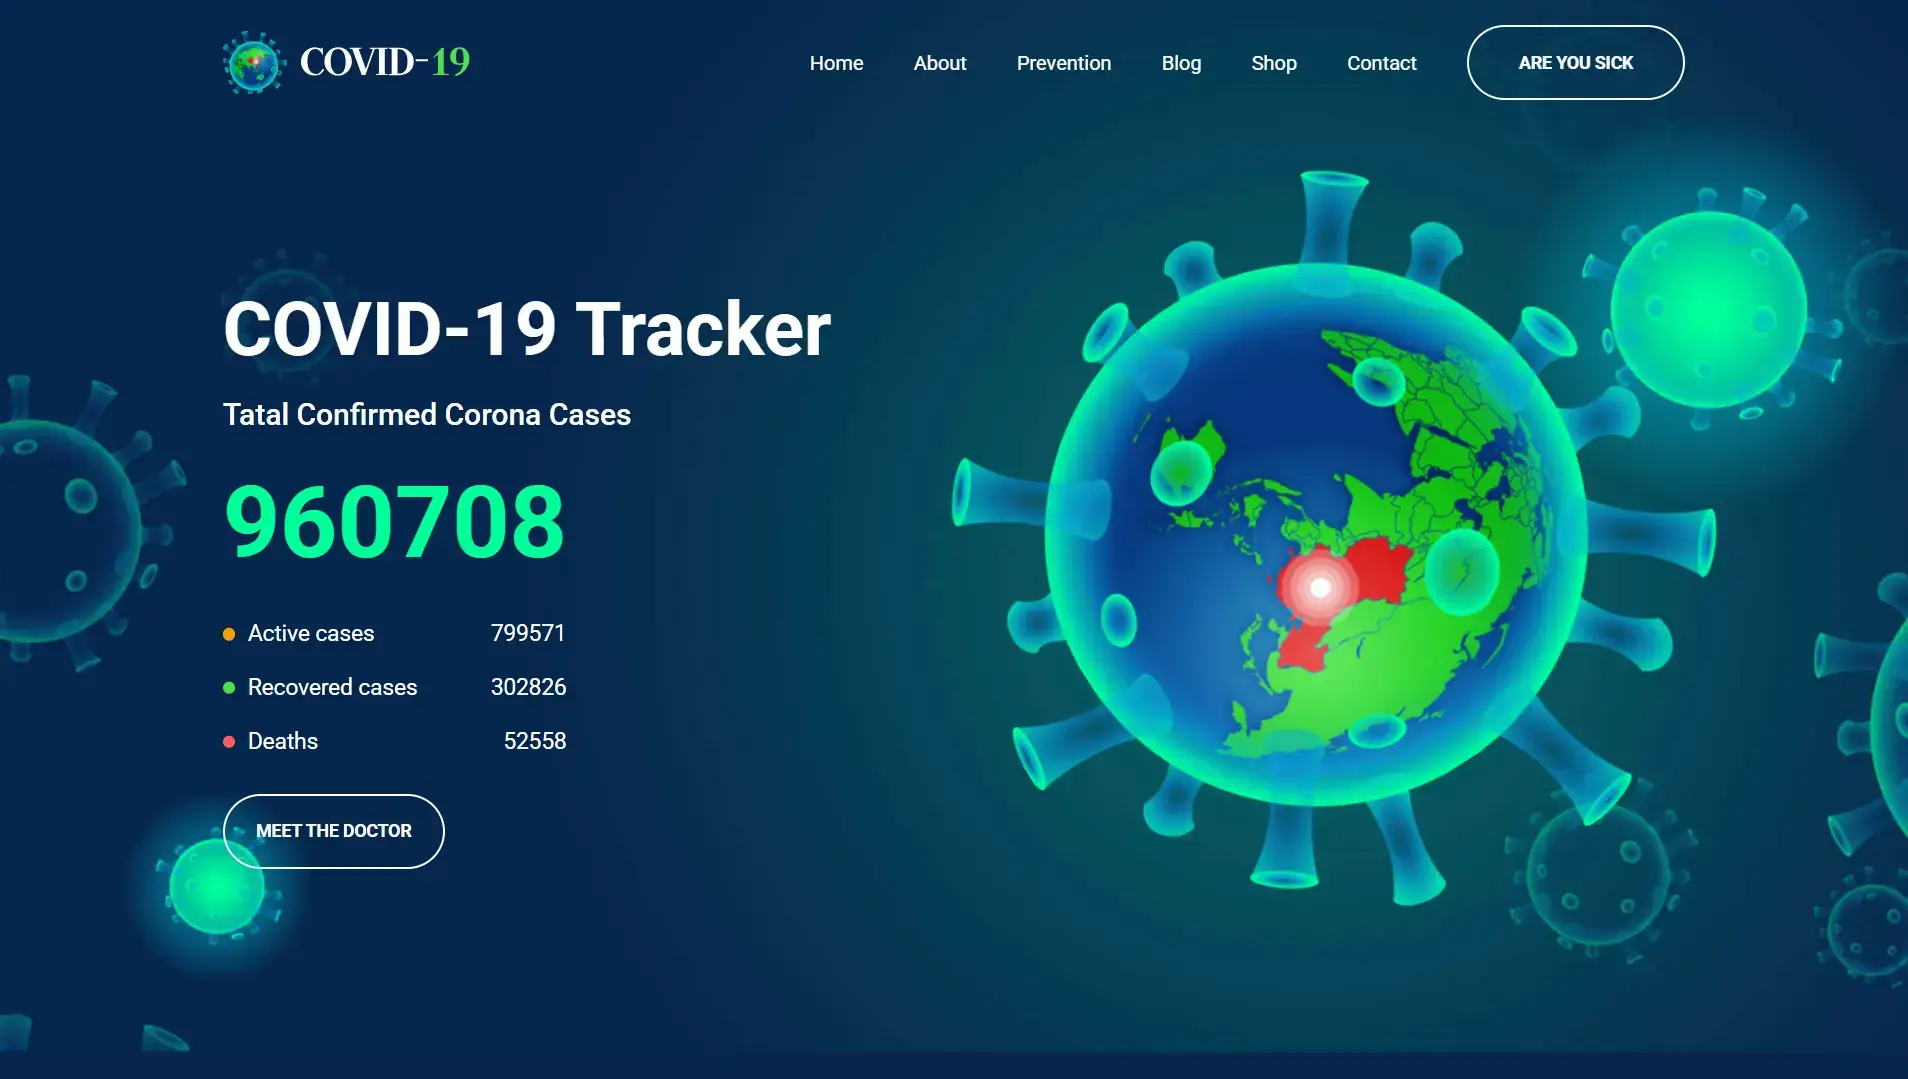 COVID-19
Home About Prevention Blog Shop Contact ARE YOU SICK
COVID-19 Tracker
Tatal Confirmed Corona Cases
960708
Active cases 799571
Recovered cases 302826
Deaths 52558
MEET THE DOCTOR